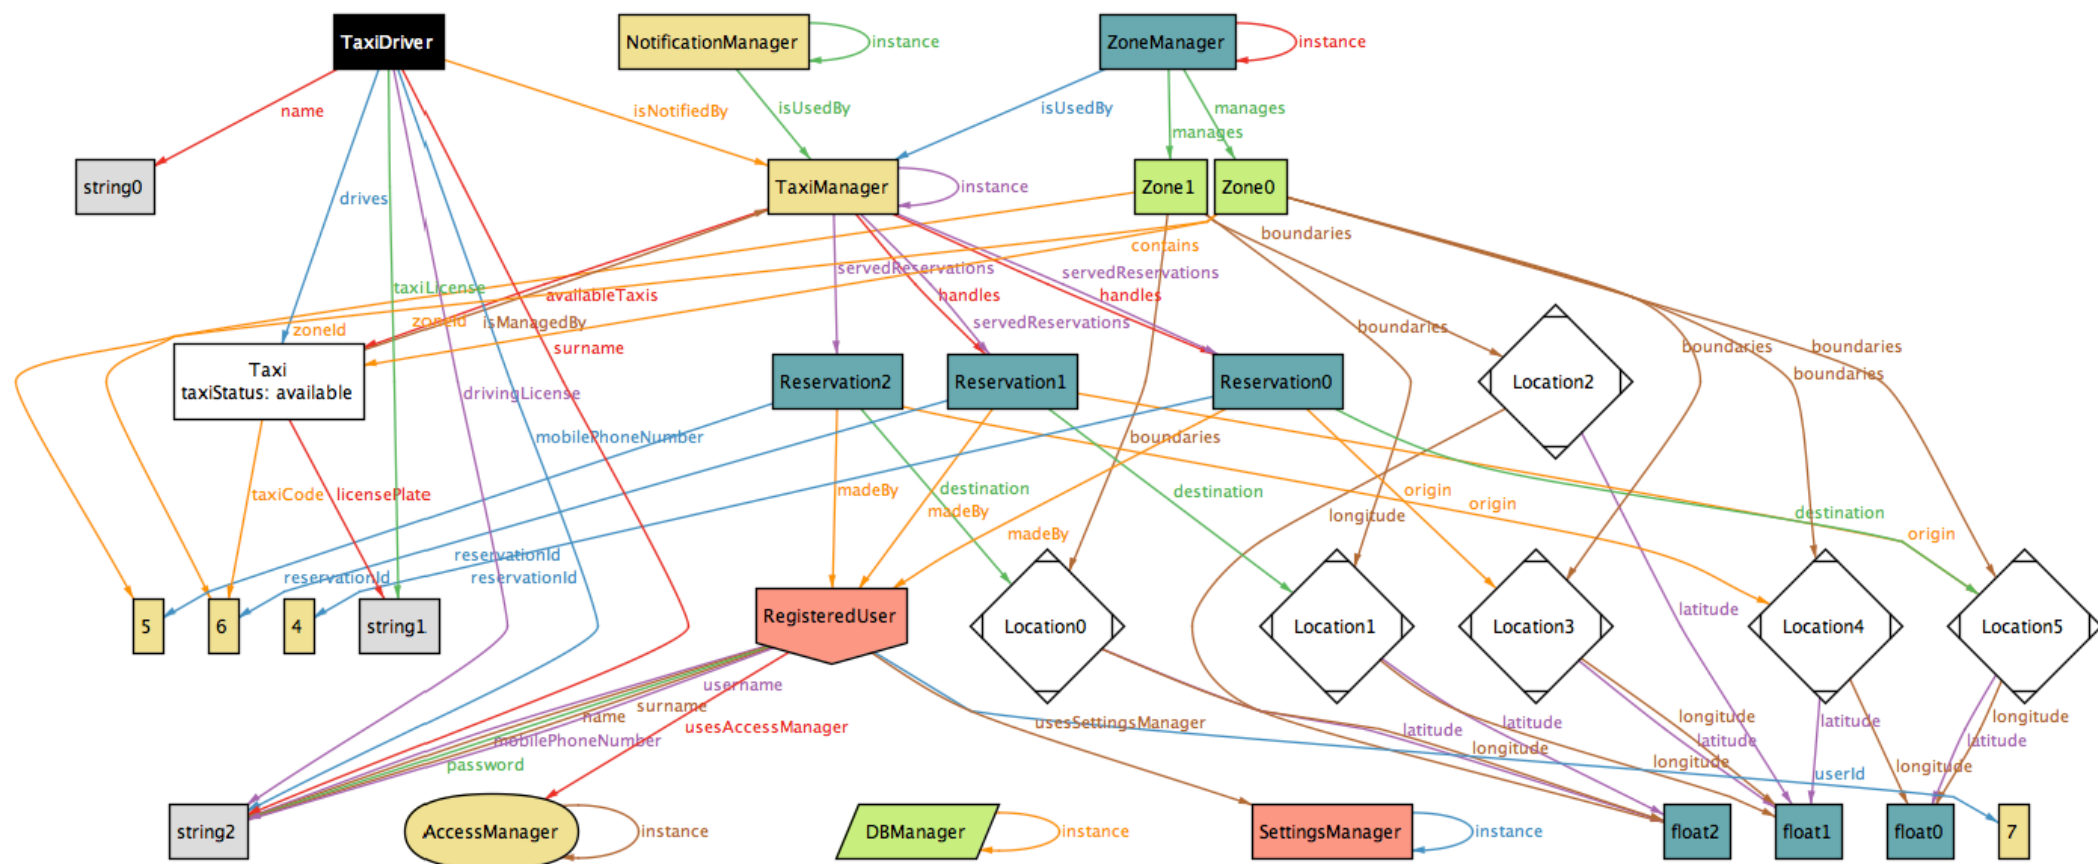 TaxiDriver
NotificationManager
instance
ZoneManager
instance
name
isNotifiedBy
isUsedBy
isUsedBy
manages
manages
string0
drives
TaxiManager
instance
Zone1
Zone0
contains
boundaries
servedReservations
servedReservations
taxiLicense
availableTaxis
handles
handles
zoneId
zoneId
isManagedBy
servedReservations
boundaries
surname
boundaries
boundaries
boundaries
Taxi
taxiStatus: available
drivingLicense
Reservation2
Reservation1
Reservation0
Location2
mobilePhoneNumber
boundaries
taxiCode
licensePlate
madeBy
destination
madeBy
destination
origin
origin
longitude
destination
origin
madeBy
reservationId
reservationId
reservationId
5
6
4
string1
RegisteredUser
Location0
Location1
Location3
Location4
Location5
latitude
username
surname
name
mobilePhoneNumber
usesAccessManager
password
usesSettingsManager
latitude
latitude
longitude
latitude
longitude
longitude
latitude
longitude
latitude
longitude
longitude
userId
string2
AccessManager
instance
DBManager
instance
SettingsManager
instance
float2
float1
float0
7